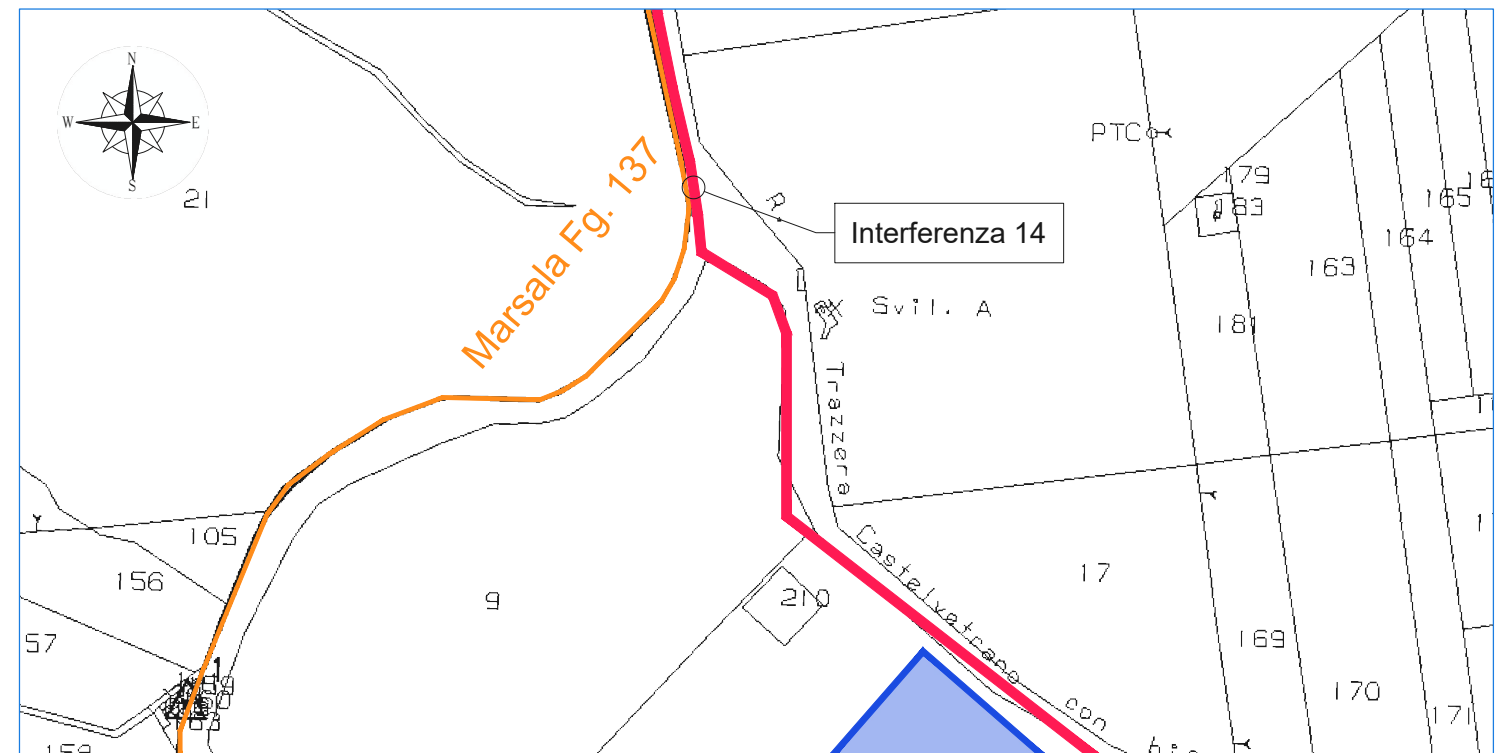 N
W
E
S
21
Marsala Fg. 137
PTC
R.
179
183
165
164
163
Interferenza 14
Svil. A
181
Trazzera
105
156
9
210
Castelvetrano
17
57
169
170
171
con